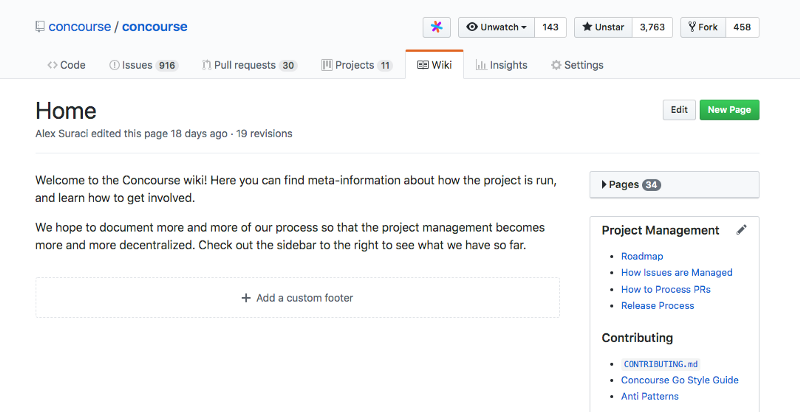 concourse / concourse
Unwatch 143
Unstar 3,763
Fork 458
Code
Issues 916
Pull requests 30
Projects 11
Wiki
Insights
Settings
Home
Edit
New Page
Alex Suraci edited this page 18 days ago · 19 revisions
Welcome to the Concourse wiki! Here you can find meta-information about how the project is run,
and learn how to get involved.
We hope to document more and more of our process so that the project management becomes
more and more decentralized. Check out the sidebar to the right to see what we have so far.
+ Add a custom footer
Pages 34
Project Management
• Roadmap
• How Issues are Managed
• How to Process PRs
• Release Process
Contributing
• CONTRIBUTING.md
• Concourse Go Style Guide
• Anti Patterns